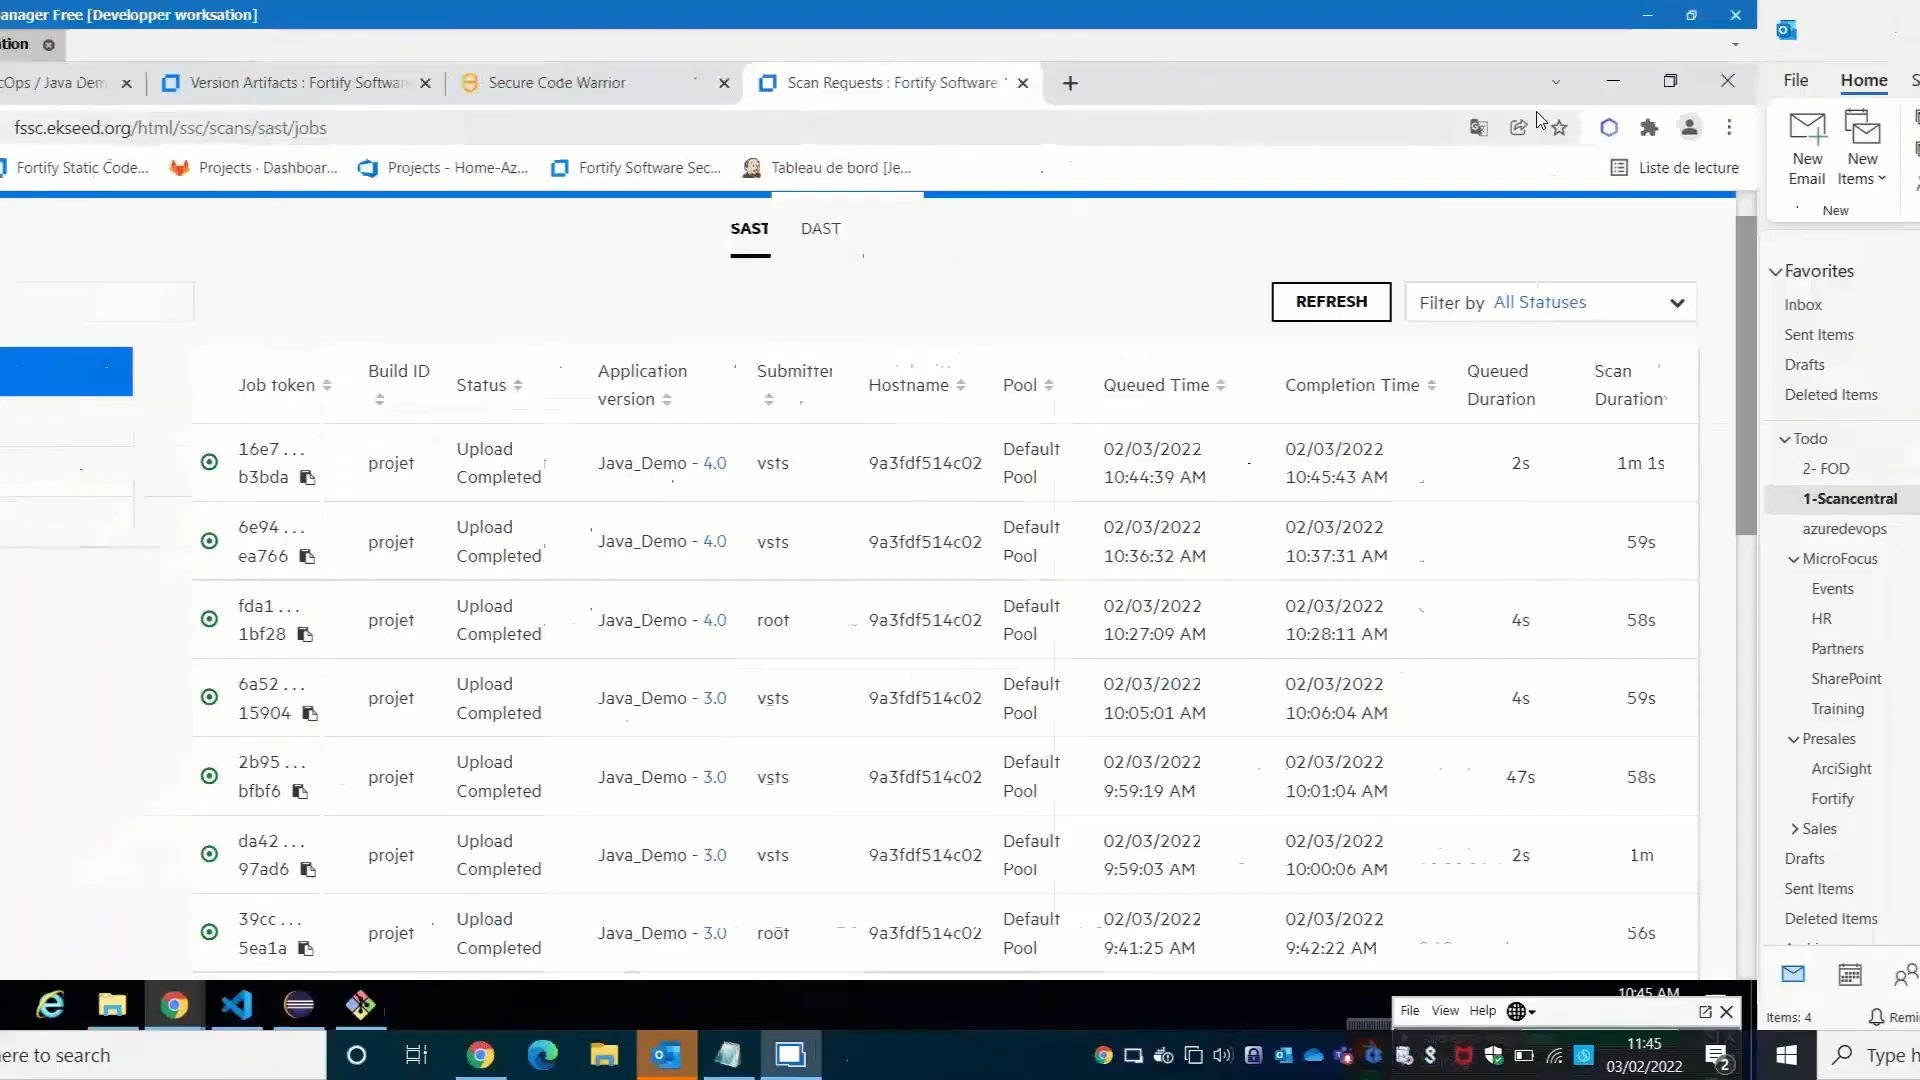 anager Free [Developper worksation]
tion
cOps / Java Dem
Version Artifacts : Fortify Softwar
Secure Code Warrior
Scan Requests : Fortify Software
fssc.ekseed.org/html/ssc/scans/sast/jobs
Fortify Static Code...
Projects · Dashboar...
Projects - Home-Az...
Fortify Software Sec...
Tableau de bord [Je...
Liste de lecture
SAST DAST
REFRESH
Filter by All Statuses
Job token
Build ID
Status
Application
version
Submitter
Hostname
Pool
Queued Time
Completion Time
Queued
Duration
Scan
Duration
16e7... projet Upload Java_Demo - 4.0 vsts 9a3fdf514c02 Default 02/03/2022 02/03/2022 2s 1m 1s
b3bda Completed Pool 10:44:39 AM 10:45:43 AM
6e94... projet Upload Java_Demo - 4.0 vsts 9a3fdf514c02 Default 02/03/2022 02/03/2022 59s
ea766 Completed Pool 10:36:32 AM 10:37:31 AM
fda1... projet Upload Java_Demo - 4.0 root 9a3fdf514c02 Default 02/03/2022 02/03/2022 4s 58s
1bf28 Completed Pool 10:27:09 AM 10:28:11 AM
6a52... projet Upload Java_Demo - 3.0 vsts 9a3fdf514c02 Default 02/03/2022 02/03/2022 4s 59s
15904 Completed Pool 10:05:01 AM 10:06:04 AM
2b95... projet Upload Java_Demo - 3.0 vsts 9a3fdf514c02 Default 02/03/2022 02/03/2022 47s 58s
bfbf6 Completed Pool 9:59:19 AM 10:01:04 AM
da42... projet Upload Java_Demo - 3.0 vsts 9a3fdf514c02 Default 02/03/2022 02/03/2022 2s 1m
97ad6 Completed Pool 9:59:03 AM 10:00:06 AM
39cc... projet Upload Java_Demo - 3.0 root 9a3fdf514c02 Default 02/03/2022 02/03/2022 56s
5ea1a Completed Pool 9:41:25 AM 9:42:22 AM
10:45 AM
File View Help
ere to search
11:45
03/02/2022
2
File Home S
New
Email
New
Items
New
Favorites
Inbox
Sent Items
Drafts
Deleted Items
Todo
2- FOD
1-Scancentral
azuredevops
MicroFocus
Events
HR
Partners
SharePoint
Training
Presales
ArciSight
Fortify
Sales
Drafts
Sent Items
Deleted Items
Items: 4
Remi
Type h